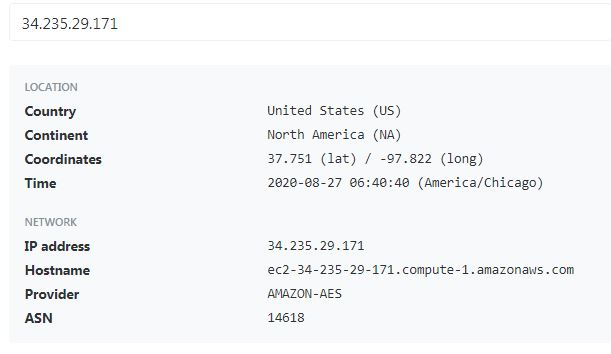 34.235.29.171
LOCATION
Country United States (US)
Continent North America (NA)
Coordinates 37.751 (lat) / -97.822 (long)
Time 2020-08-27 06:40:40 (America/Chicago)
NETWORK
IP address 34.235.29.171
Hostname ec2-34-235-29-171.compute-1.amazonaws.com
Provider AMAZON-AES
ASN 14618